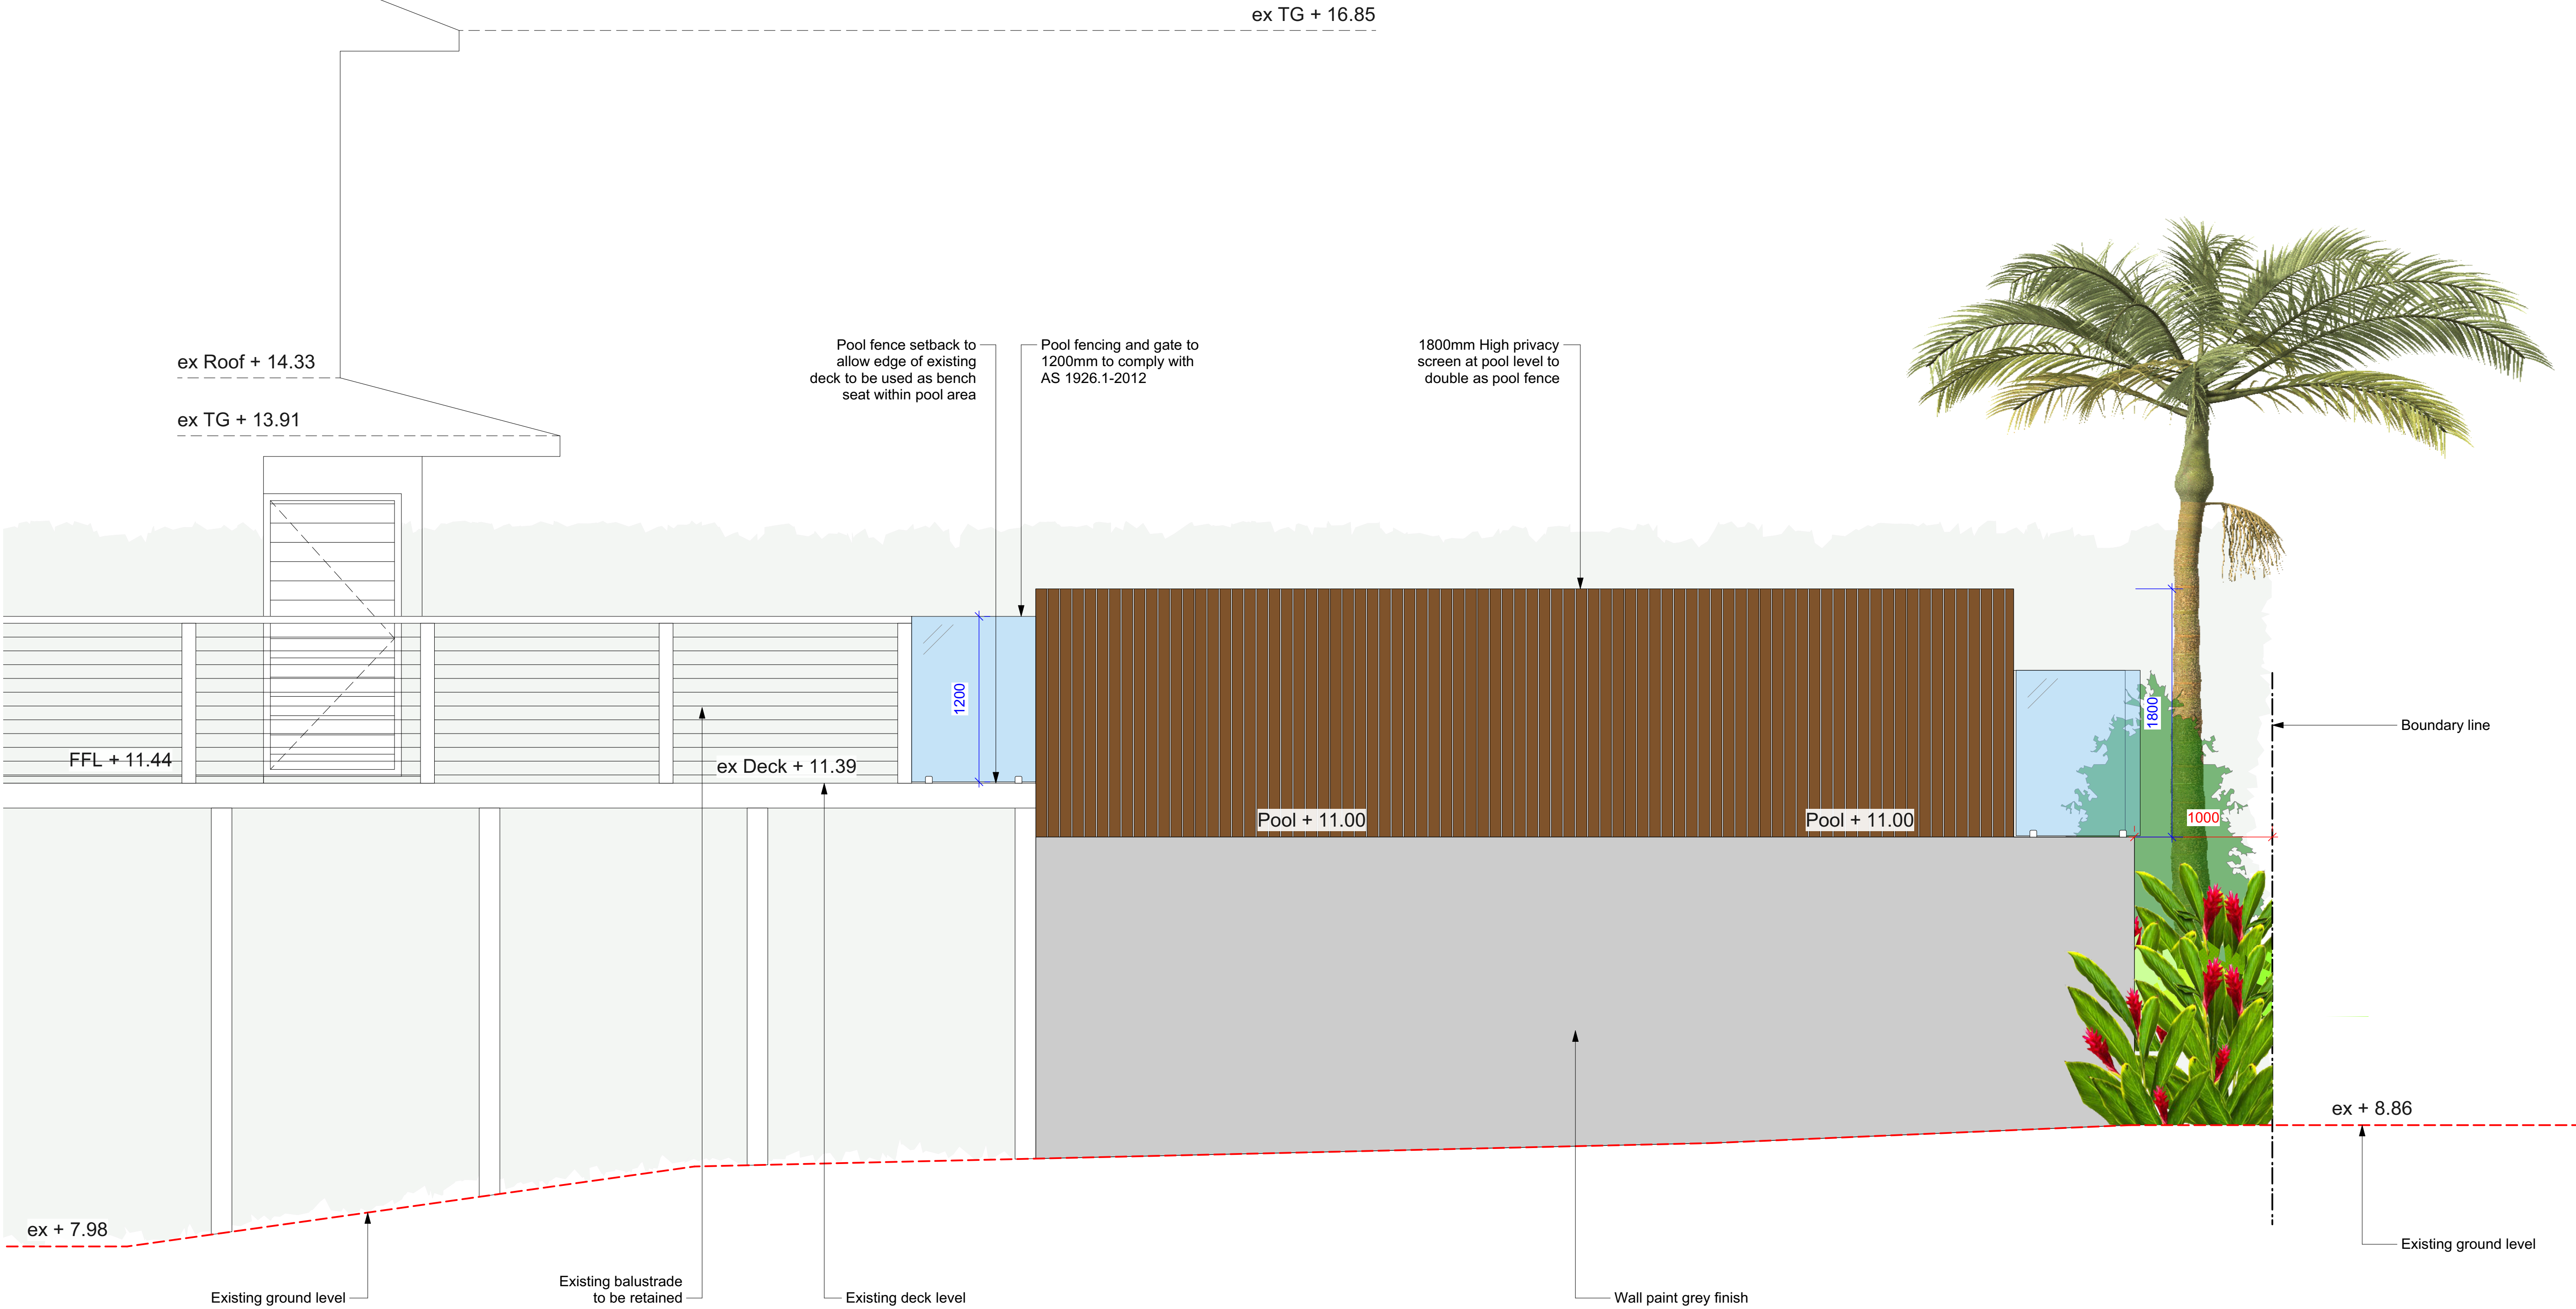 ex TG + 16.85
ex Roof + 14.33
ex TG + 13.91
Pool fence setback to
allow edge of existing
deck to be used as bench
seat within pool area
Pool fencing and gate to
1200mm to comply with
AS 1926.1-2012
1800mm High privacy
screen at pool level to
double as pool fence
1200
1800
Boundary line
FFL + 11.44
ex Deck + 11.39
Pool + 11.00
Pool + 11.00
1000
ex + 8.86
ex + 7.98
Existing ground level
Existing ground level
Existing balustrade
to be retained
Existing deck level
Wall paint grey finish